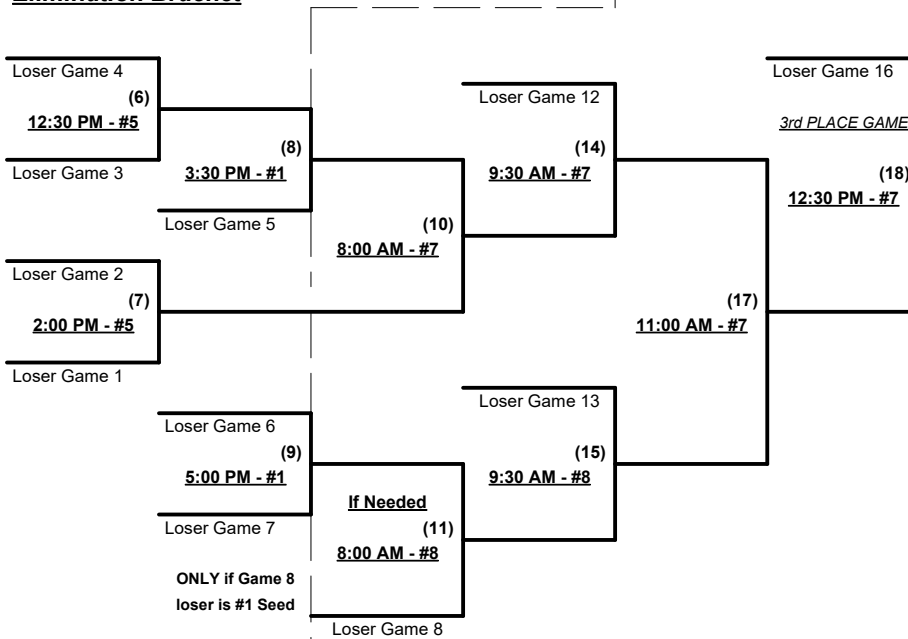 Elimination Bracket
Loser Game 4
(6)
12:30 PM - #5
Loser Game 3
(8)
3:30 PM - #1
Loser Game 5
Loser Game 2
(7)
2:00 PM - #5
Loser Game 1
(10)
8:00 AM - #7
Loser Game 12
(14)
9:30 AM - #7
Loser Game 6
(9)
5:00 PM - #1
Loser Game 7
ONLY if Game 8
loser is #1 Seed
If Needed
(11)
8:00 AM - #8
Loser Game 8
Loser Game 13
(15)
9:30 AM - #8
(17)
11:00 AM - #7
Loser Game 16
3rd PLACE GAME
(18)
12:30 PM - #7